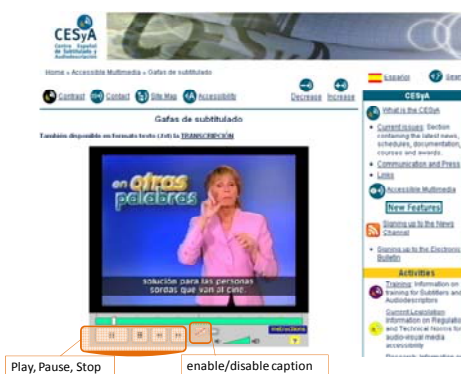 CESyA
Centro Español
de Subtitulado y
Audiodescripción
Home » Accessible Multimedia » Gafas de subtitulado
Español
Contrast
Contact
Site Map
Accessibility
Decrease
Increase
Gafas de subtitulado
También disponible en formato texto (.txt) la TRANSCRIPCIÓN
en otras
palabras
solución para las personas
sordas que van al cine.
Instructions
?
Play, Pause, Stop
enable/disable caption
CESyA
What is the CESyA
Current issues: Section
containing the latest news,
schedules, documentation,
courses and awards.
Communication and Press
Links
Accessible Multimedia
New Features
Signing up to the News
Channel
Signing up to the Electronic
Bulletin
Activities
Training: Information on
training for Subtitlers and
Audiodescriptors
Current Legislation:
Information on
and Technical Norms for
audio-visual media
accessibility